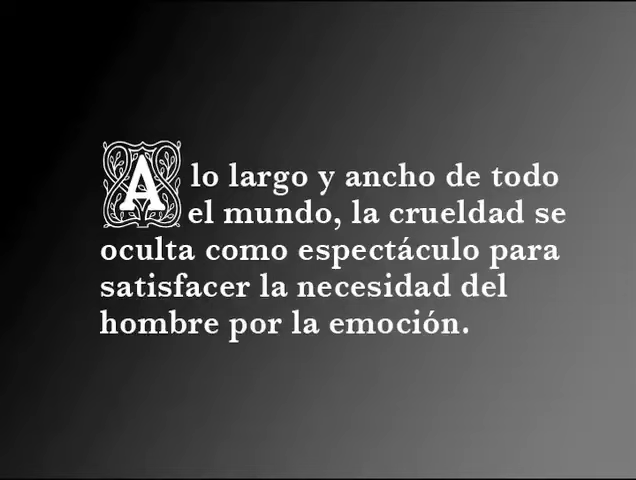 A lo largo y ancho de todo
el mundo, la crueldad se
oculta como espectáculo para
satisfacer la necesidad del
hombre por la emoción.